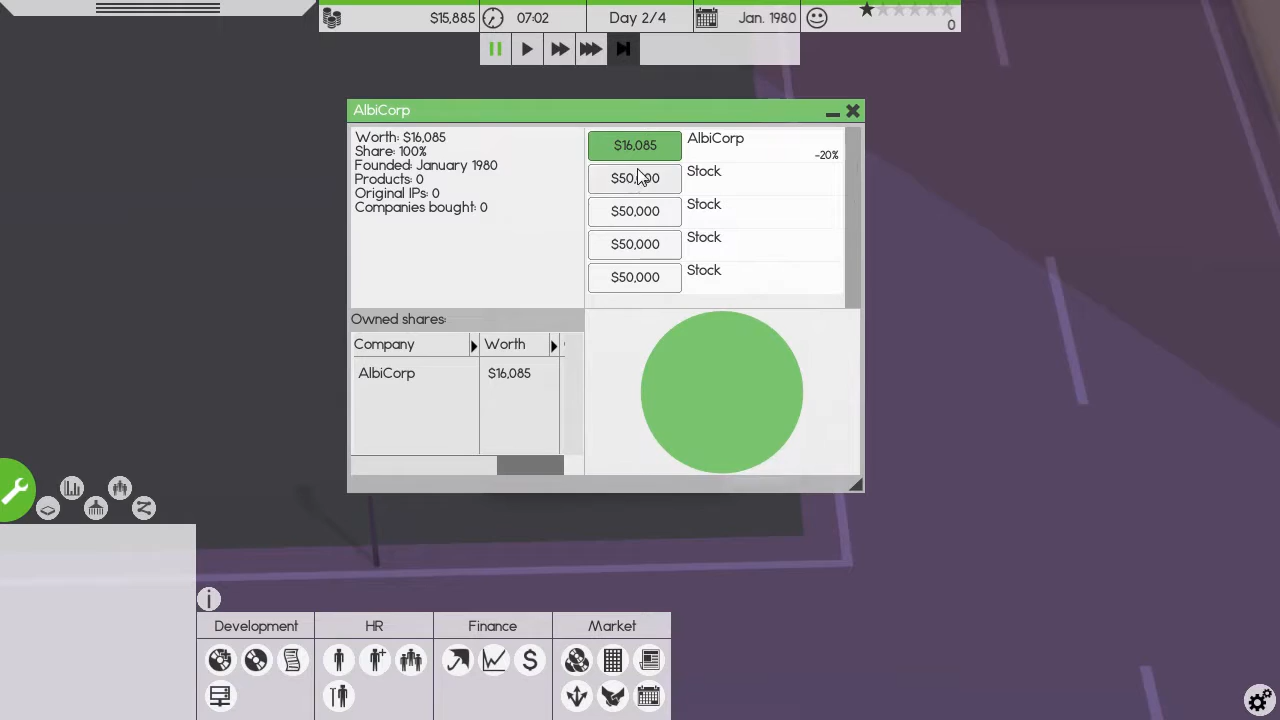 $15,885
07:02
Day 2/4
Jan. 1980
0
AlbiCorp
Worth: $16,085
Share: 100%
Founded: January 1980
Products: 0
Original IPs: 0
Companies bought: 0
$16,085
AlbiCorp
-20%
Stock
$50,000
Stock
$50,000
Stock
$50,000
Stock
Owned shares:
Company
Worth
AlbiCorp
$16,085
Development
HR
Finance
Market